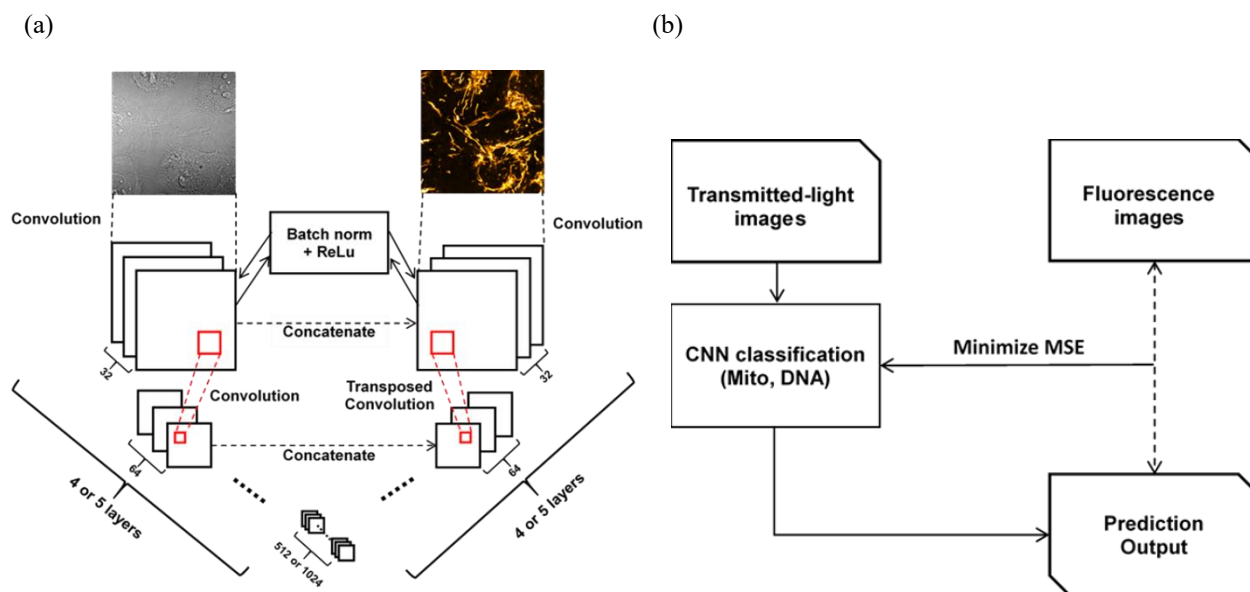 (a)
(b)
Convolution
Batch norm
+ ReLu
Convolution
Concatenate
32
32
Convolution
Transposed
Convolution
Concatenate
64
64
4 or 5 layers
4 or 5 layers
512 or 1024
Transmitted-light
images
Fluorescence
images
CNN classification
(Mito, DNA)
Minimize MSE
Prediction
Output